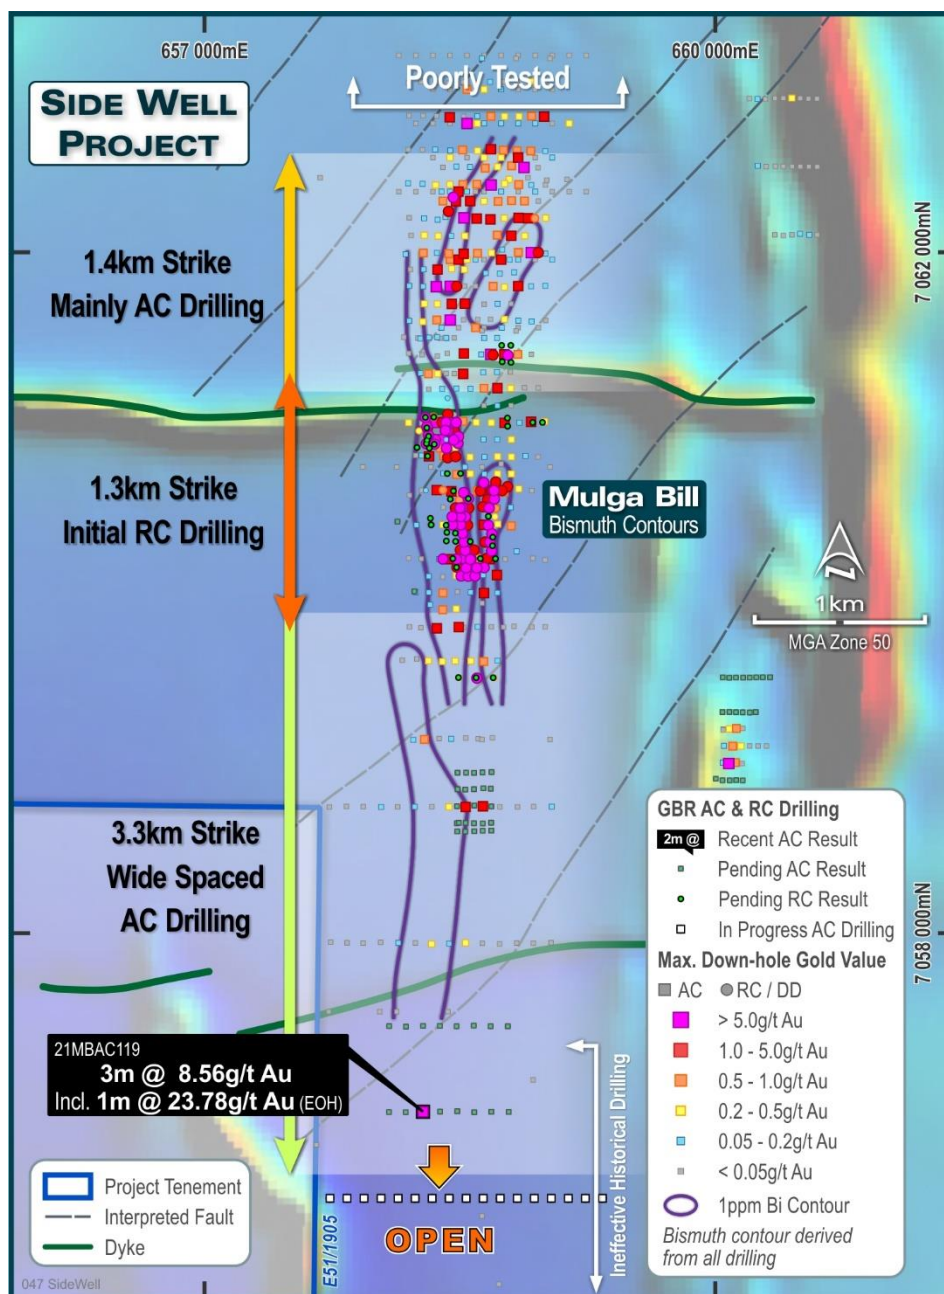 657 000mE
660 000mE
SIDE WELL
PROJECT
Poorly Tested
7 062 000mN
1.4km Strike
Mainly AC Drilling
1.3km Strike
Initial RC Drilling
Mulga Bill
Bismuth Contours
N
1km
MGA Zone 50
3.3km Strike
Wide Spaced
AC Drilling
7 058 000mN
21MBAC119
3m @ 8.56g/t Au
Incl. 1m @ 23.78g/t Au (EOH)
Ineffective Historical Drilling
OPEN
E51/1905
Project Tenement
Interpreted Fault
Dyke
047 SideWell
GBR AC & RC Drilling
2m @ Recent AC Result
Pending AC Result
Pending RC Result
In Progress AC Drilling
Max. Down-hole Gold Value
AC RC / DD
> 5.0g/t Au
1.0 - 5.0g/t Au
0.5 - 1.0g/t Au
0.2 - 0.5g/t Au
0.05 - 0.2g/t Au
< 0.05g/t Au
1ppm Bi Contour
Bismuth contour derived
from all drilling